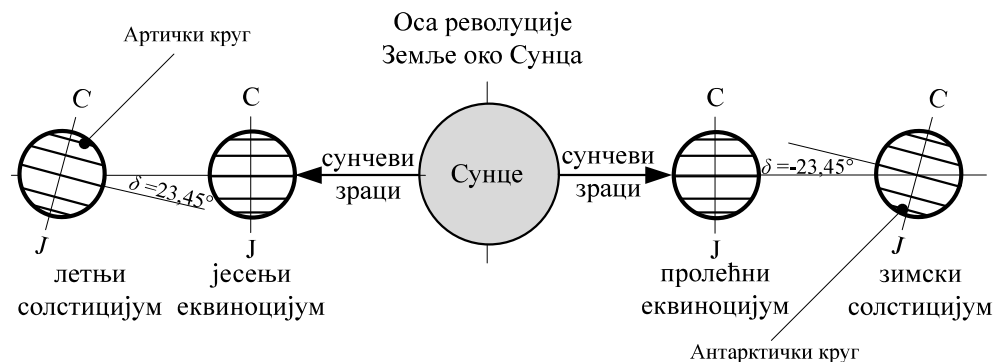 Оса револуције
Земље око Сунца
Артички круг
С
С
С
С
сунчеви
зраци
Сунце
сунчеви
зраци
δ =23,45°
δ =-23,45°
Ј
Ј
Ј
Ј
летњи
солстицијум
јесењи
еквиноцијум
пролећни
еквиноцијум
зимски
солстицијум
Антарктички круг